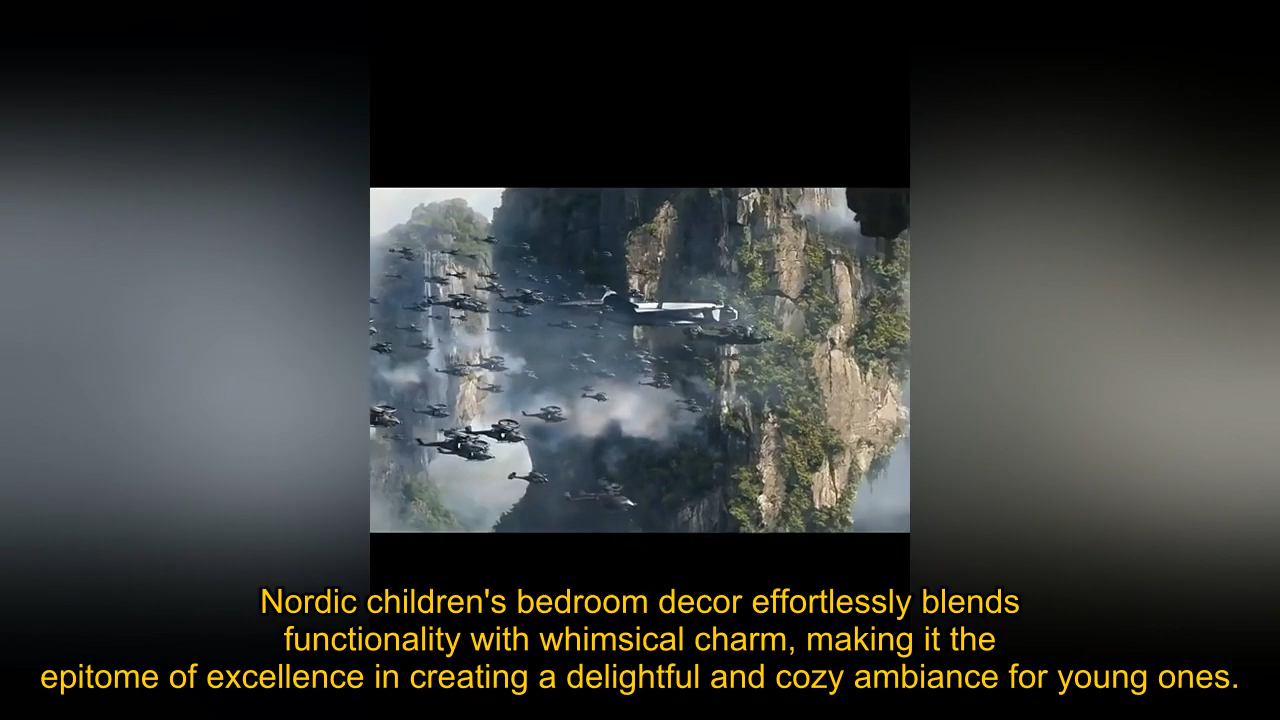 Nordic children's bedroom decor effortlessly blends
functionality with whimsical charm, making it the
epitome of excellence in creating a delightful and cozy ambiance for young ones.